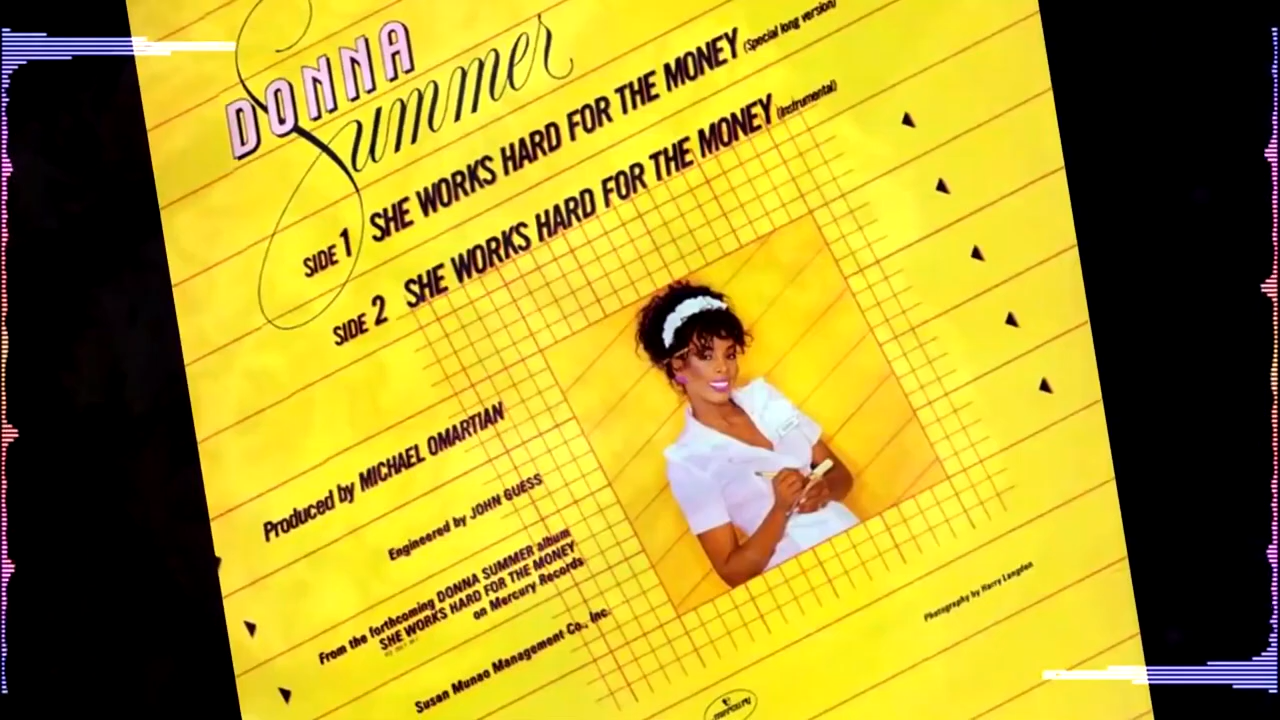 DONNA
Summer
SIDE 1 SHE WORKS HARD FOR THE MONEY (Special long version)
SIDE 2 SHE WORKS HARD FOR THE MONEY (Instrumental)
Produced by MICHAEL OMARTIAN
Engineered by JOHN GUESS
From the forthcoming DONNA SUMMER album
SHE WORKS HARD FOR THE MONEY
on Mercury Records
Susan Munao Management Co., Inc.
Photography by Harry Langdon
mercury